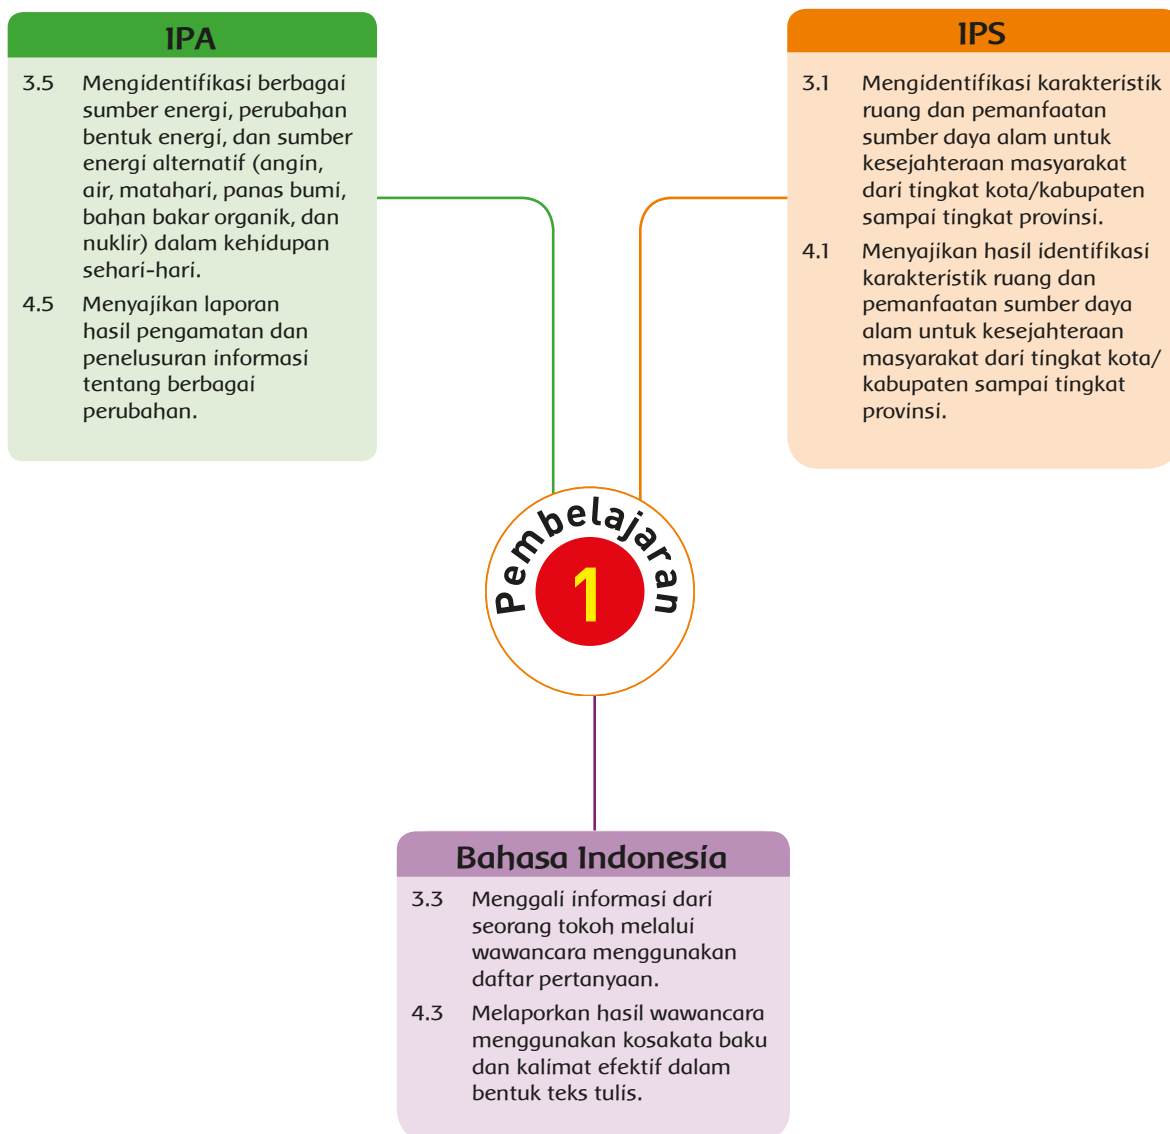 IPA
3.5 Mengidentifikasi berbagai
sumber energi, perubahan
bentuk energi, dan sumber
energi alternatif (angin,
air, matahari, panas bumi,
bahan bakar organik, dan
nuklir) dalam kehidupan
sehari-hari.
4.5 Menyajikan laporan
hasil pengamatan dan
penelusuran informasi
tentang berbagai
perubahan.
IPS
3.1 Mengidentifikasi karakteristik
ruang dan pemanfaatan
sumber daya alam untuk
kesejahteraan masyarakat
dari tingkat kota/kabupaten
sampai tingkat provinsi.
4.1 Menyajikan hasil identifikasi
karakteristik ruang dan
pemanfaatan sumber daya
alam untuk kesejahteraan
masyarakat dari tingkat kota/
kabupaten sampai tingkat
provinsi.
Pembelajaran
1
Bahasa Indonesia
3.3 Menggali informasi dari
seorang tokoh melalui
wawancara menggunakan
daftar pertanyaan.
4.3 Melaporkan hasil wawancara
menggunakan kosakata baku
dan kalimat efektif dalam
bentuk teks tulis.